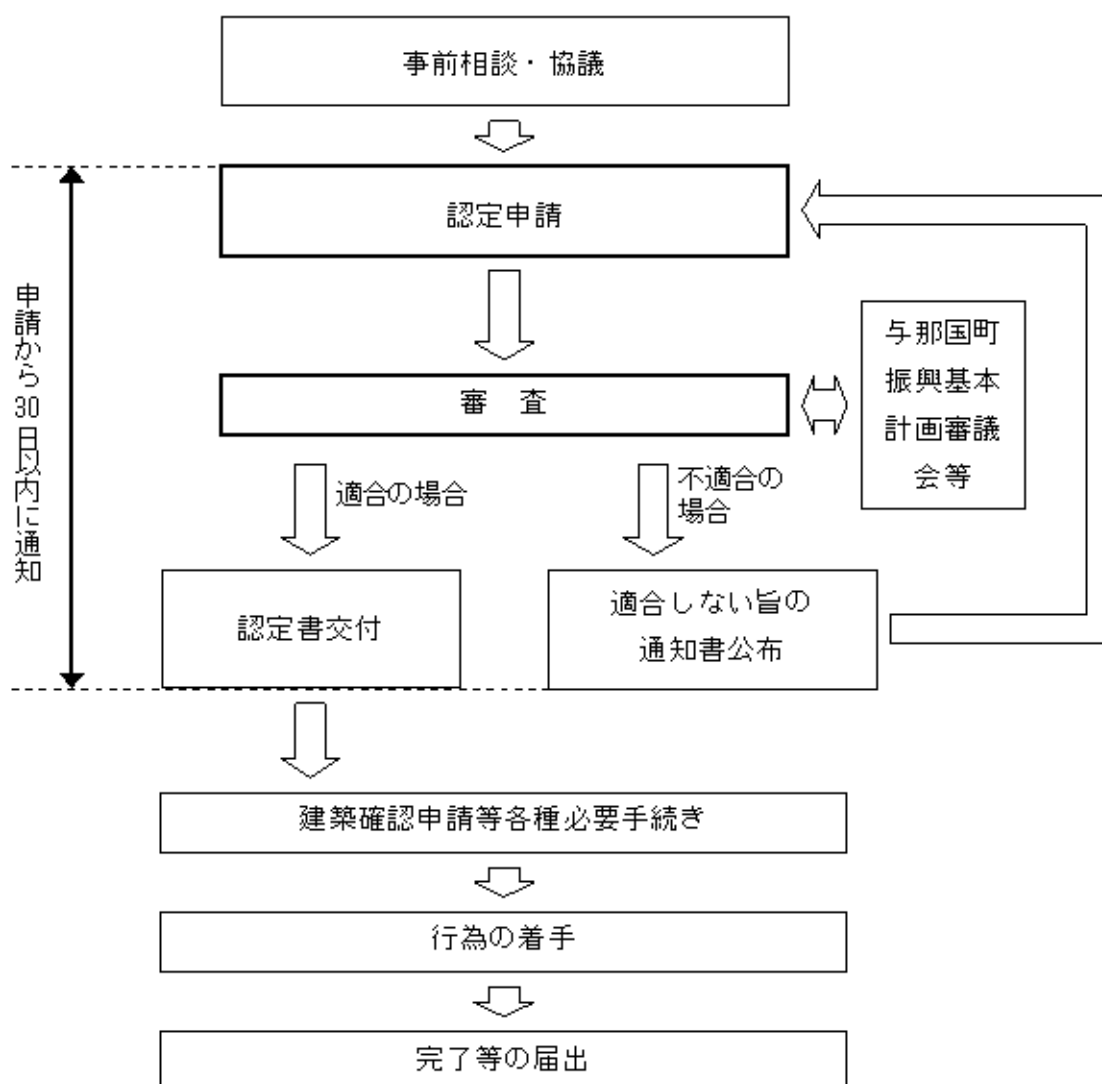 事前相談・協議
認定申請
申請から30日以内に通知
与那国町
振興基本
計画審議
会等
審　査
適合の場合
不適合の
場合
認定書交付
適合しない旨の
通知書公布
建築確認申請等各種必要手続き
行為の着手
完了等の届出